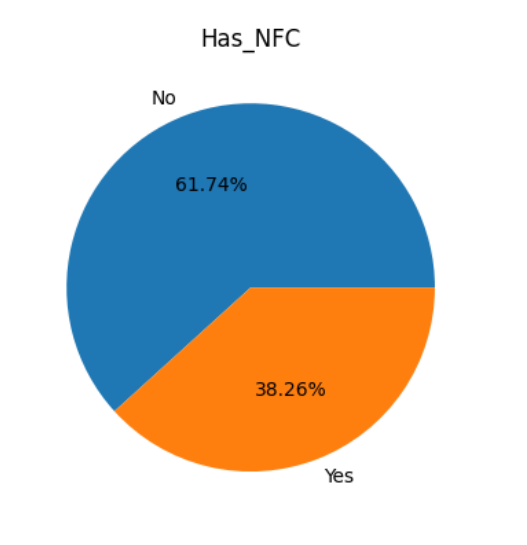 Has_NFC
No
61.74%
38.26%
Yes